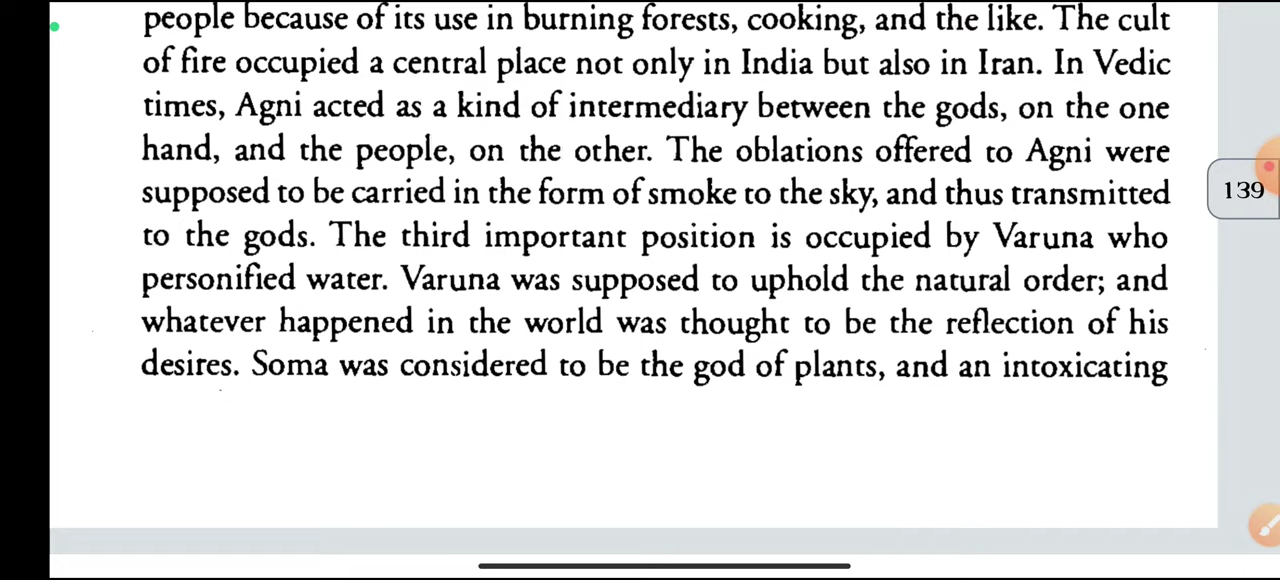 people because of its use in burning forests, cooking, and the like. The cult
of fire occupied a central place not only in India but also in Iran. In Vedic
times, Agni acted as a kind of intermediary between the gods, on the one
hand, and the people, on the other. The oblations offered to Agni were
supposed to be carried in the form of smoke to the sky, and thus transmitted
139
to the gods. The third important position is occupied by Varuna who
personified water. Varuna was supposed to uphold the natural order; and
whatever happened in the world was thought to be the reflection of his
desires. Soma was considered to be the god of plants, and an intoxicating